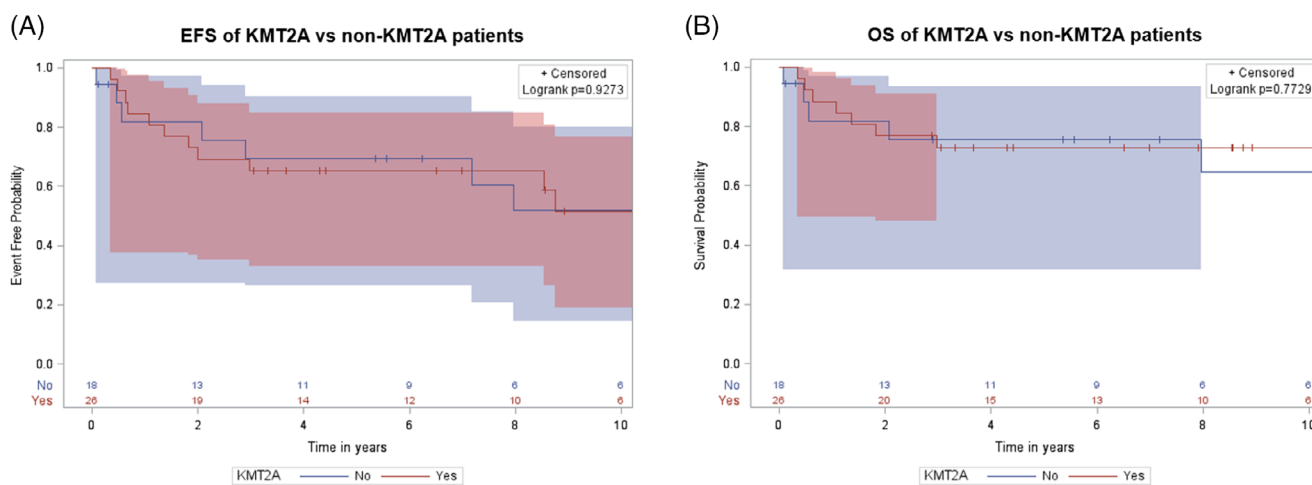 (A)
EFS of KMT2A vs non-KMT2A patients
+ Censored
Logrank p=0.9273
Event Free Probability
1.0
0.8
0.6
0.4
0.2
0.0
No 18 13 11 9 6 6
Yes 26 19 14 12 10 6
0 2 4 6 8 10
Time in years
KMT2A No Yes
(B)
OS of KMT2A vs non-KMT2A patients
+ Censored
Logrank p=0.7729
Survival Probability
1.0
0.8
0.6
0.4
0.2
0.0
No 18 13 11 9 6 6
Yes 26 20 15 13 10 6
0 2 4 6 8 10
Time in years
KMT2A No Yes